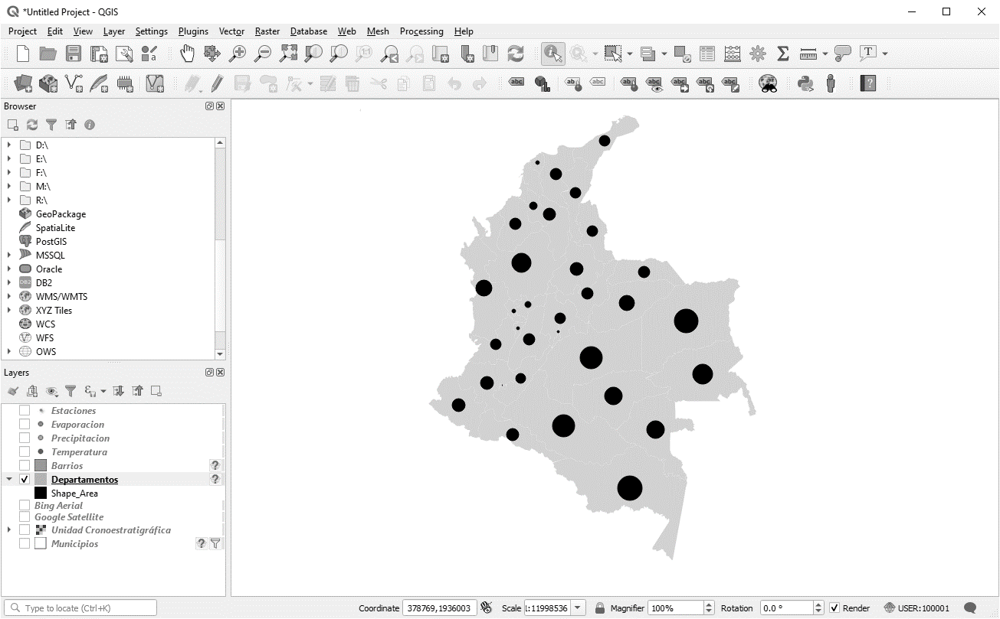 *Untitled Project - QGIS
Project Edit View Layer Settings Plugins Vector Raster Database Web Mesh Processing Help
Browser
D:\
E:\
F:\
M:\
R:\
GeoPackage
SpatiaLite
PostGIS
MSSQL
Oracle
DB2 DB2
WMS/WMTS
XYZ Tiles
WCS
WFS
OWS
Layers
Estaciones
Evaporacion
Precipitacion
Temperatura
Barrios
Departamentos
Shape_Area
Bing Aerial
Google Satellite
Unidad Cronoestratigráfica
Municipios
Type to locate (Ctrl+K) Coordinate 378769,1936003 Scale 1:11998536 Magnifier 100% Rotation 0.0 ° Render USER:100001